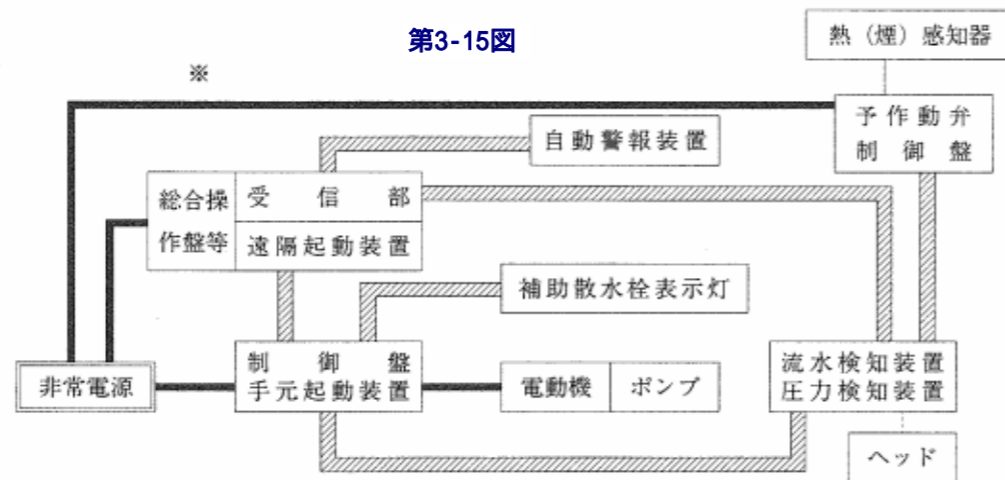 第3-15図
熱（煙）感知器
※
予作動弁
制御盤
自動警報装置
総合操
作盤等
受信部
遠隔起動装置
補助散水栓表示灯
制御盤
手元起動装置
非常電源
電動機
ポンプ
流水検知装置
圧力検知装置
ヘッド